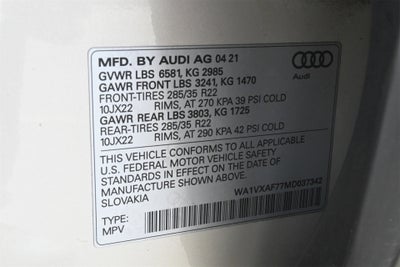 MFD. BY AUDI AG 04 21
GVWR LBS 6581, KG 2985
GAWR FRONT LBS 3241, KG 1470
FRONT-TIRES 285/35 R22
10JX22 RIMS, AT 270 KPA 39 PSI COLD
GAWR REAR LBS 3803, KG 1725
REAR-TIRES 285/35 R22
10JX22 RIMS, AT 290 KPA 42 PSI COLD
THIS VEHICLE CONFORMS TO ALL APPLICABLE
U.S. FEDERAL MOTOR VEHICLE SAFETY
STANDARDS IN EFFECT ON THE DATE OF
MANUFACTURE SHOWN ABOVE.
SLOVAKIA
WA1VXAF77MD037342
TYPE:
MPV
Audi